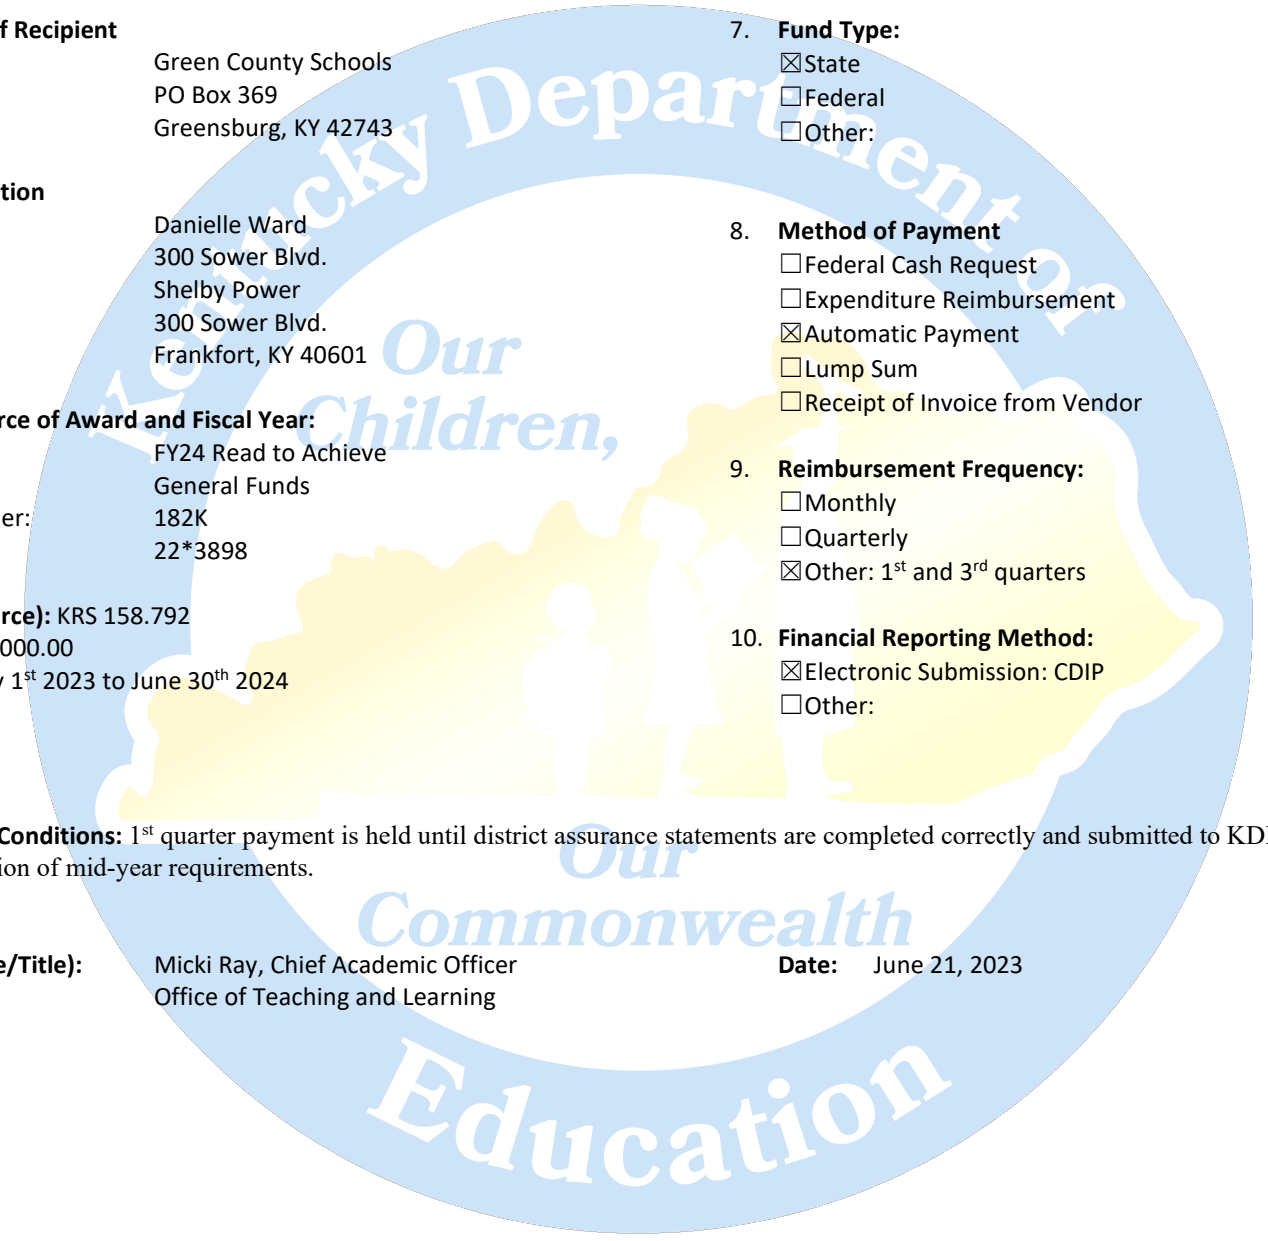 f Recipient
Green County Schools
PO Box 369
Greensburg, KY 42743
tion
Danielle Ward
300 Sower Blvd.
Shelby Power
300 Sower Blvd.
Frankfort, KY 40601
rce of Award and Fiscal Year:
FY24 Read to Achieve
General Funds
er: 182K
22*3898
rce): KRS 158.792
000.00
y 1st 2023 to June 30th 2024
7. Fund Type:
☒State
☐Federal
☐Other:
8. Method of Payment
☐Federal Cash Request
☐Expenditure Reimbursement
☒Automatic Payment
☐Lump Sum
☐Receipt of Invoice from Vendor
9. Reimbursement Frequency:
☐Monthly
☐Quarterly
☒Other: 1st and 3rd quarters
10. Financial Reporting Method:
☒Electronic Submission: CDIP
☐Other:
Conditions: 1st quarter payment is held until district assurance statements are completed correctly and submitted to KD
ion of mid-year requirements.
e/Title): Micki Ray, Chief Academic Officer Date: June 21, 2023
Office of Teaching and Learning
Kentucky Department of
Education
Our
Children,
Our
Commonwealth